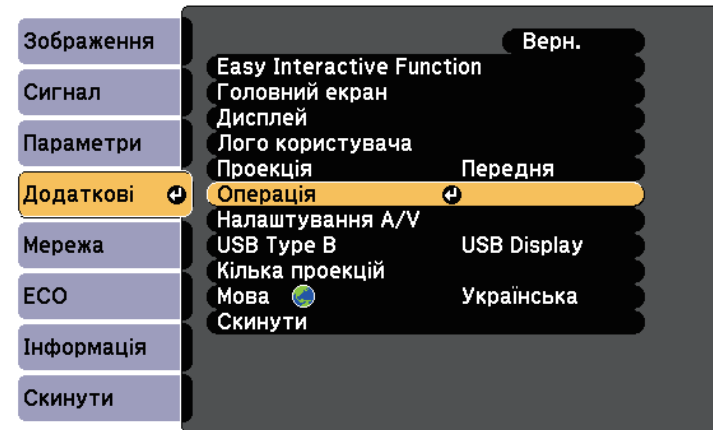 Зображення
Сигнал
Параметри
Додаткові
Мережа
ECO
Інформація
Скинути
Верн.
Easy Interactive Function
Головний екран
Дисплей
Лого користувача
Проекція Передня
Операція
Налаштування A/V
USB Type B USB Display
Кілька проекцій
Мова Українська
Скинути